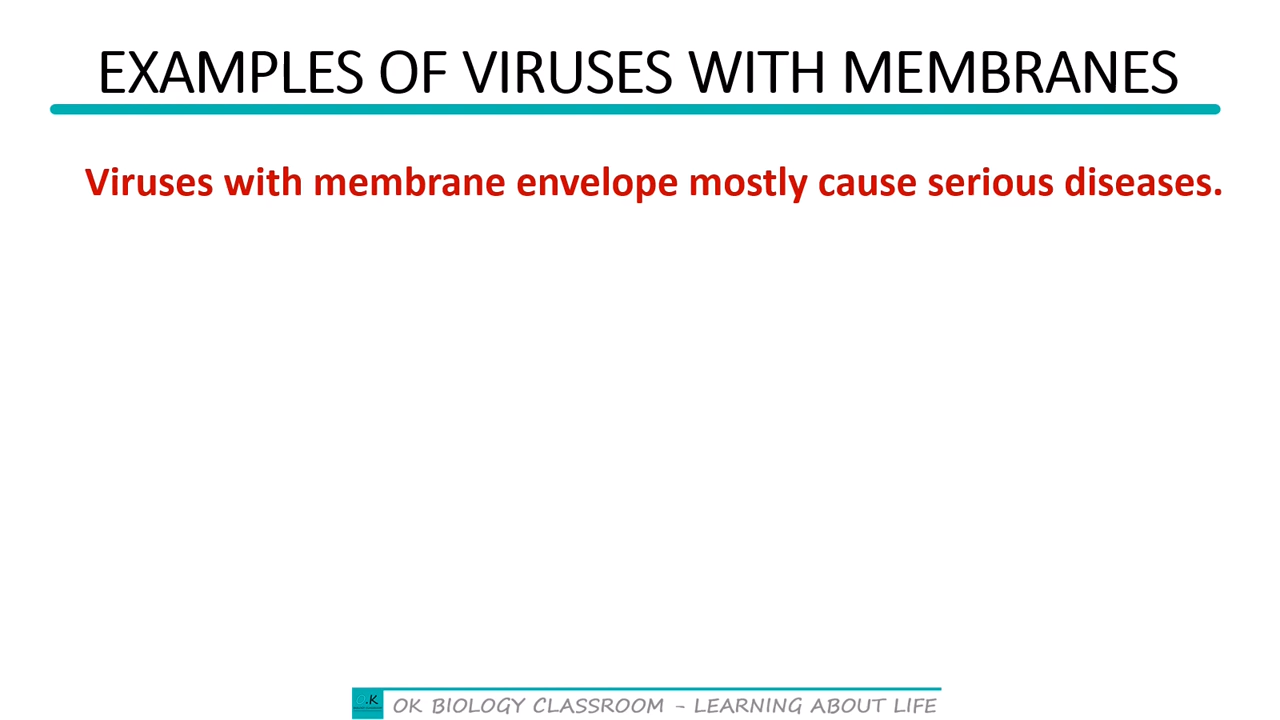 EXAMPLES OF VIRUSES WITH MEMBRANES
Viruses with membrane envelope mostly cause serious diseases.
OK BIOLOGY CLASSROOM - LEARNING ABOUT LIFE